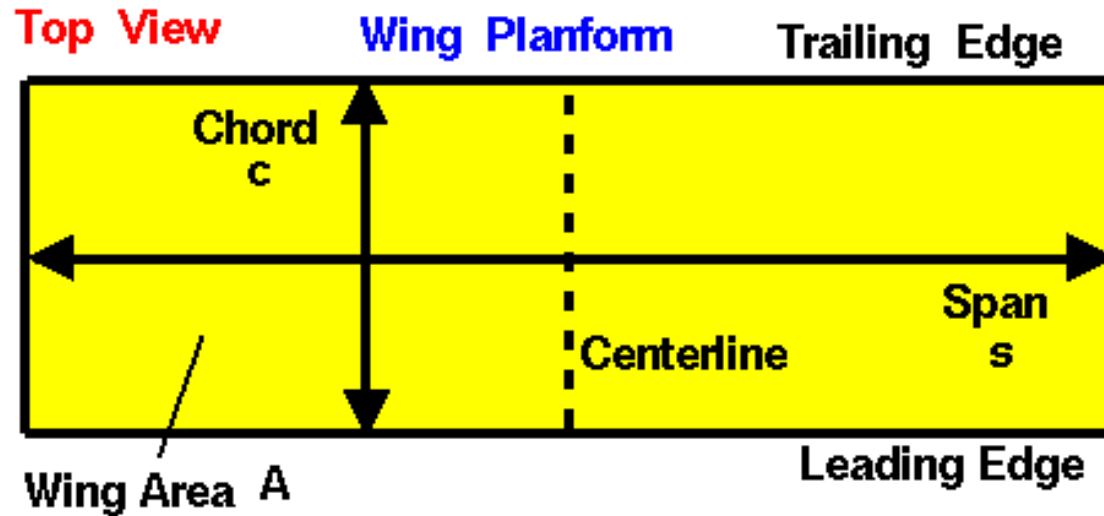 Top View
Wing Planform
Trailing Edge
Chord
c
Span
s
Centerline
Leading Edge
Wing Area A